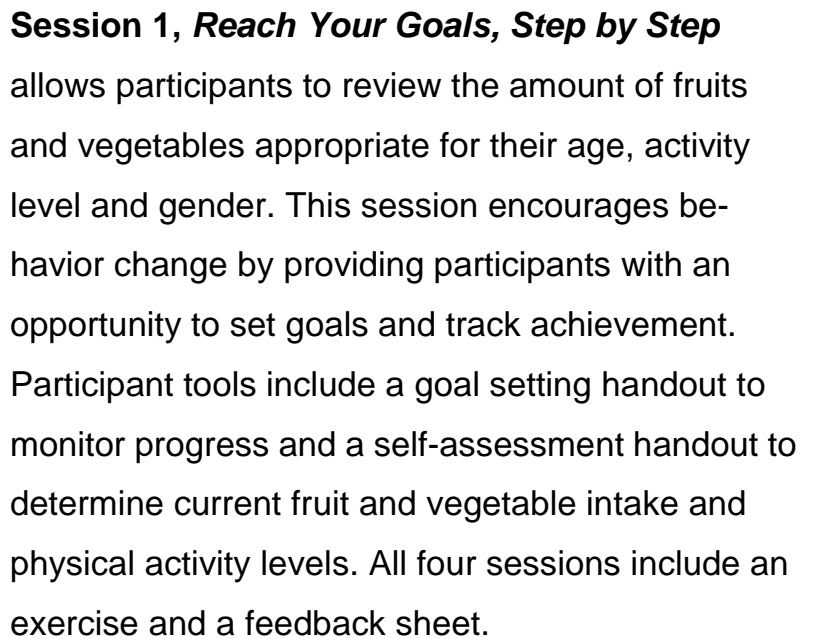 Session 1, Reach Your Goals, Step by Step
allows participants to review the amount of fruits
and vegetables appropriate for their age, activity
level and gender. This session encourages be-
havior change by providing participants with an
opportunity to set goals and track achievement.
Participant tools include a goal setting handout to
monitor progress and a self-assessment handout to
determine current fruit and vegetable intake and
physical activity levels. All four sessions include an
exercise and a feedback sheet.